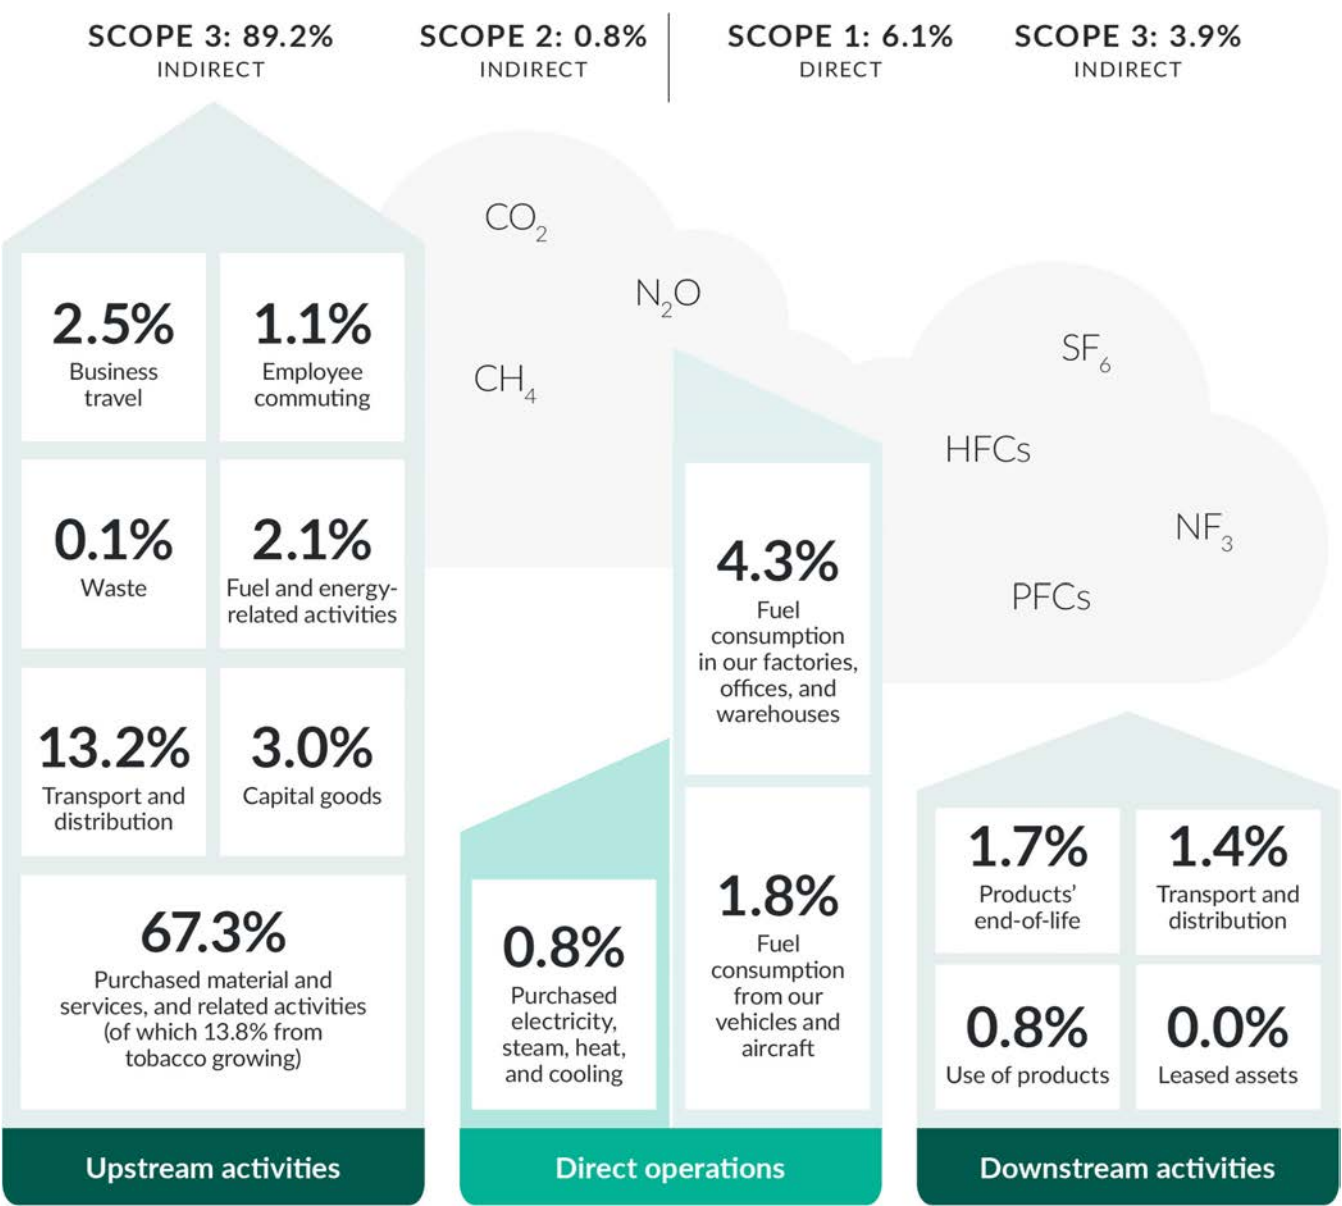 SCOPE 3: 89.2%
INDIRECT
SCOPE 2: 0.8%
INDIRECT
SCOPE 1: 6.1%
DIRECT
SCOPE 3: 3.9%
INDIRECT
CO₂
N₂O
CH₄
SF₆
HFCs
NF₃
PFCs
2.5%
Business
travel
1.1%
Employee
commuting
0.1%
Waste
2.1%
Fuel and energy-
related activities
13.2%
Transport and
distribution
3.0%
Capital goods
67.3%
Purchased material and
services, and related activities
(of which 13.8% from
tobacco growing)
Upstream activities
0.8%
Purchased
electricity,
steam, heat,
and cooling
4.3%
Fuel
consumption
in our factories,
offices, and
warehouses
1.8%
Fuel
consumption
from our
vehicles and
aircraft
Direct operations
1.7%
Products’
end-of-life
1.4%
Transport and
distribution
0.8%
Use of products
0.0%
Leased assets
Downstream activities